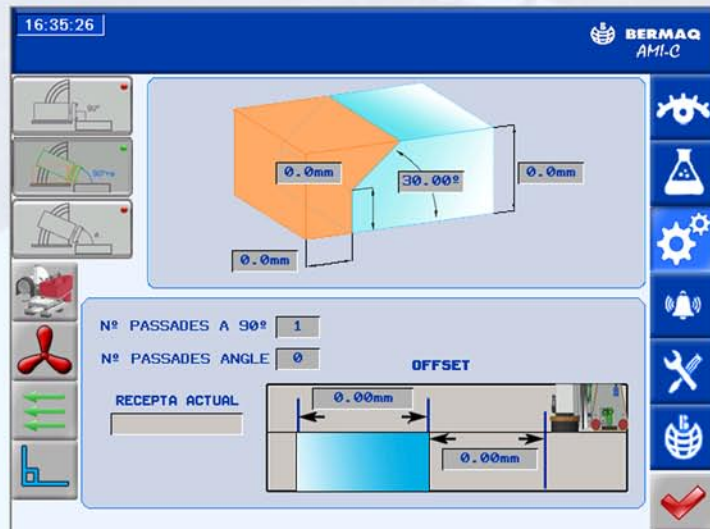 16:35:26
BERMAQ
AMI-C
90°
90°+α
0.0mm
30.00º
0.0mm
0.0mm
Nº PASSADES A 90º 1
Nº PASSADES ANGLE 0
OFFSET
RECEPTA ACTUAL
0.00mm
0.00mm